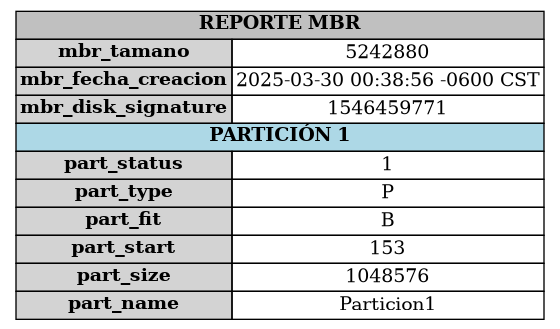 REPORTE MBR
mbr_tamano 5242880
mbr_fecha_creacion 2025-03-30 00:38:56 -0600 CST
mbr_disk_signature 1546459771
PARTICIÓN 1
part_status 1
part_type P
part_fit B
part_start 153
part_size 1048576
part_name Particion1